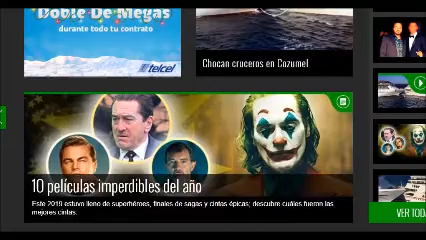 Doble De Megas
durante todo tu contrato
telcel
Chocan cruceros en Cozumel
10 películas imperdibles del año
Este 2019 estuvo lleno de superhéroes, finales de sagas y cintas épicas; descubre cuáles fueron las
mejores cintas.
VER TODA